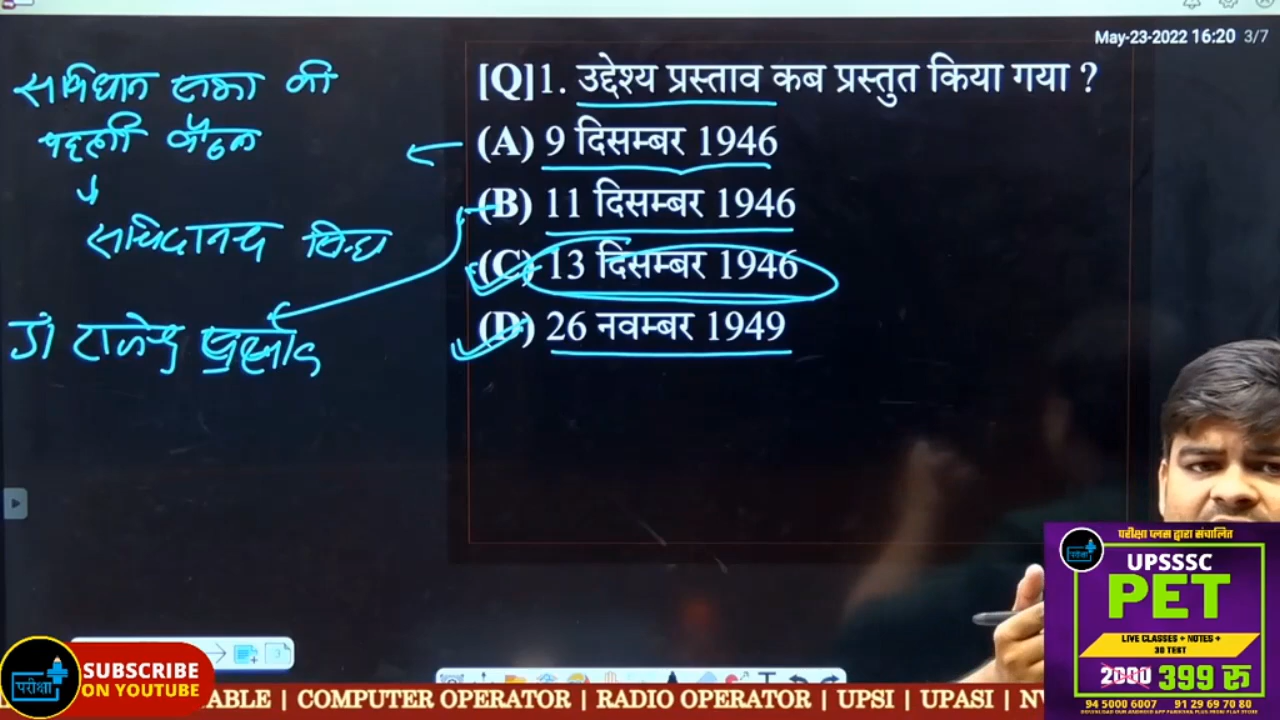 May-23-2022 16:20 3/7
[Q]1. उद्देश्य प्रस्ताव कब प्रस्तुत किया गया ?
(A) 9 दिसम्बर 1946
(B) 11 दिसम्बर 1946
(C) 13 दिसम्बर 1946
(D) 26 नवम्बर 1949
संविधान सभा की
पहली बैठक
सच्चिदानन्द सिन्हा
डॉ राजेन्द्र प्रसाद
परीक्षा प्लस द्वारा संचालित
परीक्षा
UPSSSC
PET
LIVE CLASSES + NOTES +
30 TEST
2000 399 रु
94 5000 6007 91 29 69 70 80
परीक्षा
SUBSCRIBE
ON YOUTUBE
ABLE | COMPUTER OPERATOR | RADIO OPERATOR | UPSI | UPASI |